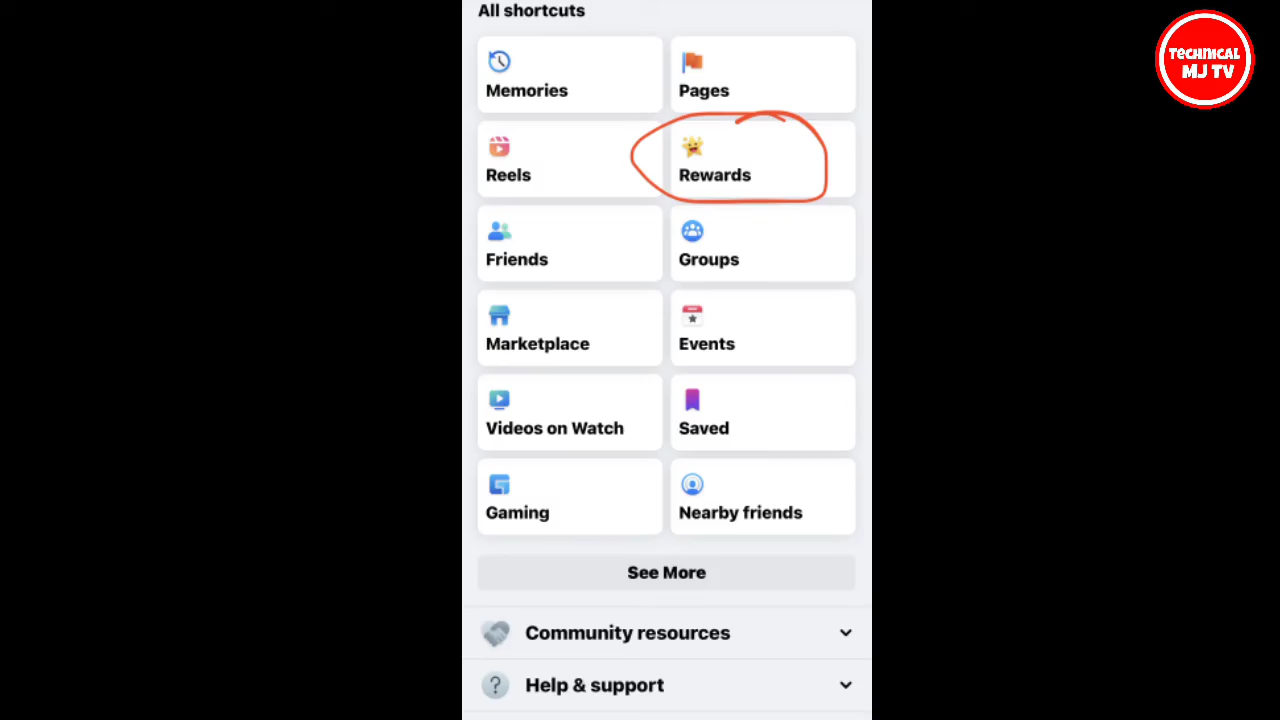 All shortcuts
TECHNICAL
MJ TV
Memories
Pages
Reels
Rewards
Friends
Groups
Marketplace
Events
Videos on Watch
Saved
Gaming
Nearby friends
See More
Community resources
Help & support